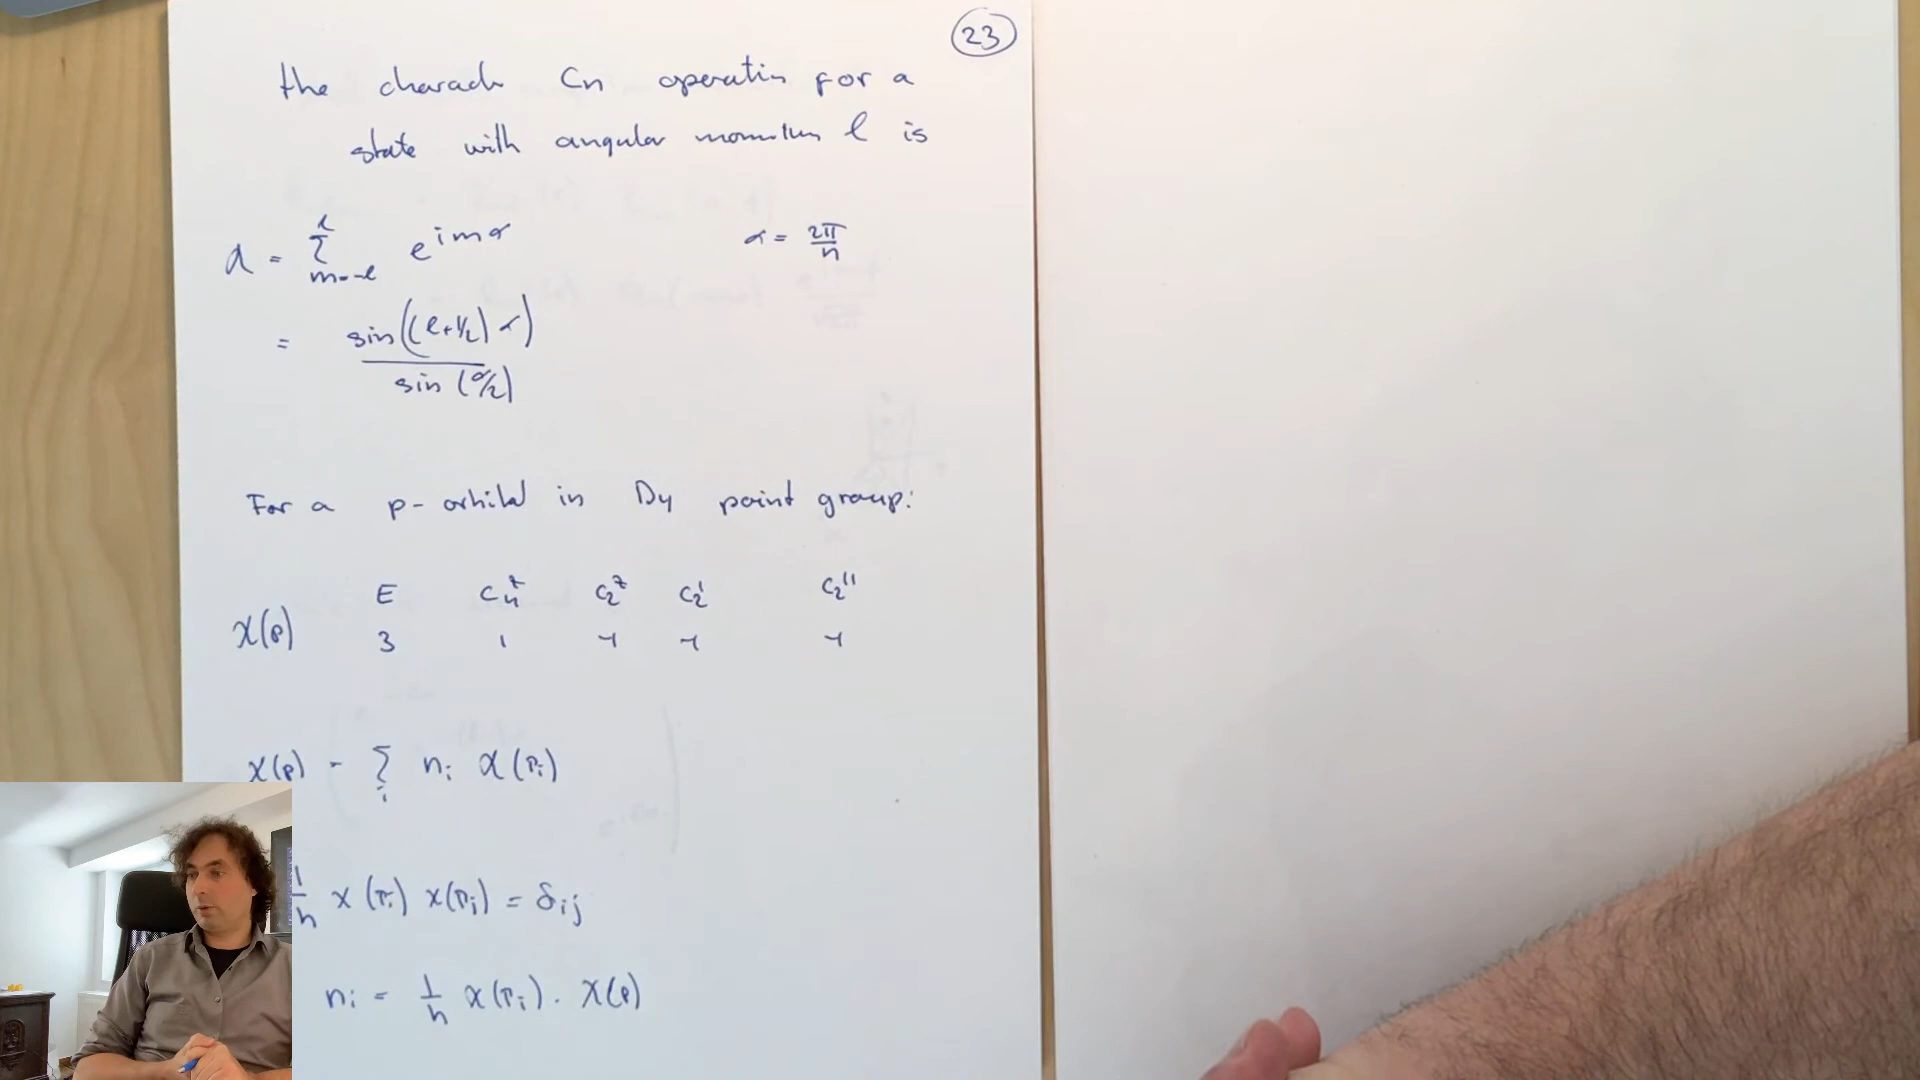 23
the charach Cn operatin for a
state with angular momentum l is
χ = Σ_{m=-l}^{l} e^{imα} α = 2π/n
= sin((l+1/2)α) / sin(α/2)
For a p-orbital in D4 point group:
E C4^z C2^z C2' C2''
χ(p) 3 1 -1 -1 -1
χ(p) = Σ_i n_i χ(Γ_i)
1/h χ(Γ_i) χ(Γ_j) = δ_ij
n_i = 1/h χ(Γ_i) · χ(p)